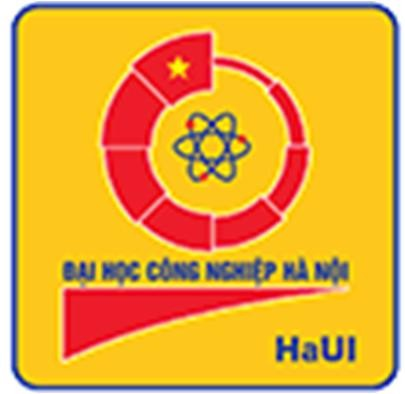 ĐẠI HỌC CÔNG NGHIỆP HÀ NỘI
HaUI